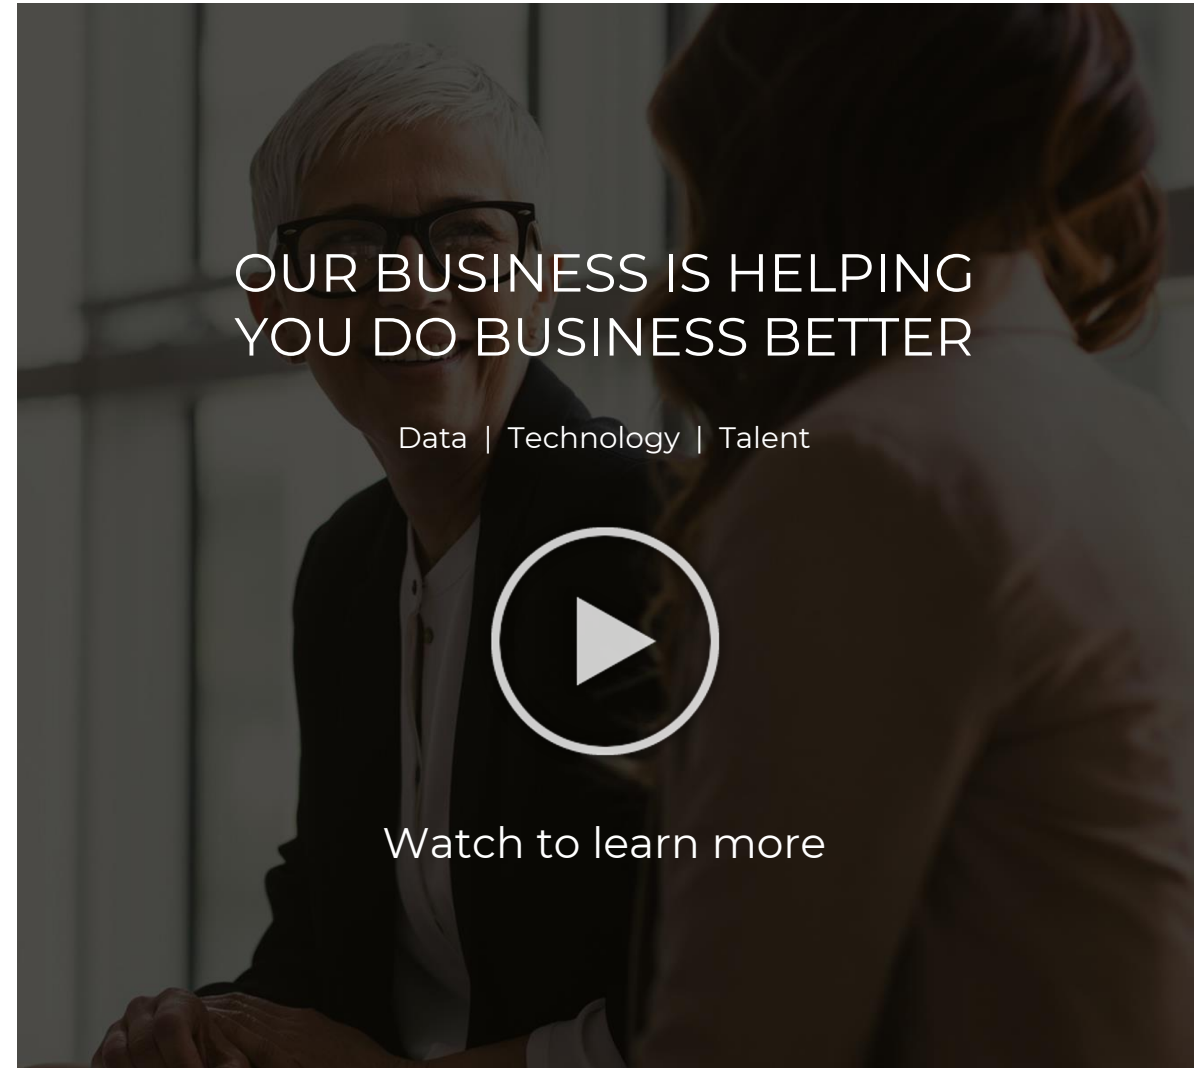 OUR BUSINESS IS HELPING
YOU DO BUSINESS BETTER
Data | Technology | Talent
Watch to learn more